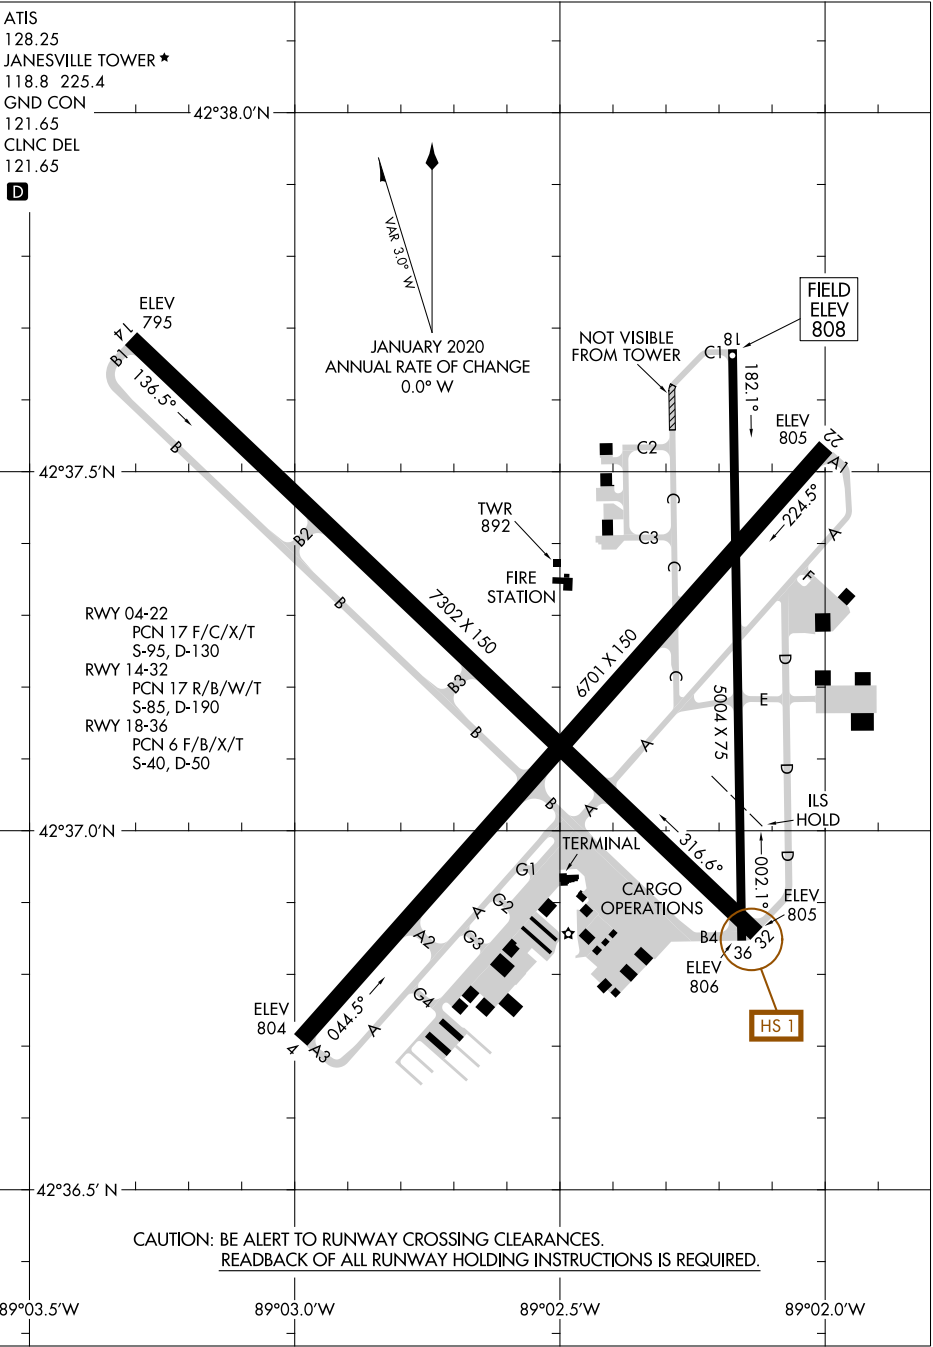 ATIS
128.25
JANESVILLE TOWER ★
118.8 225.4
GND CON
121.65
CLNC DEL
121.65
D
42°38.0'N
VAR 3.0° W
JANUARY 2020
ANNUAL RATE OF CHANGE
0.0° W
FIELD
ELEV
808
NOT VISIBLE
FROM TOWER
ELEV
795
14
B1
136.5°
B
C1
18
182.1°
ELEV
805
22
A1
224.5°
42°37.5'N
C2
C
C3
C
C
TWR
892
FIRE
STATION
B2
B
7302 X 150
6701 X 150
A
F
D
E
D
D
5004 X 75
RWY 04-22
PCN 17 F/C/X/T
S-95, D-130
RWY 14-32
PCN 17 R/B/W/T
S-85, D-190
RWY 18-36
PCN 6 F/B/X/T
S-40, D-50
B3
B
A
B
A
ILS
HOLD
42°37.0'N
TERMINAL
316.6°
002.1°
G1
CARGO
OPERATIONS
ELEV
805
G2
A
G3
A2
B4
36
32
ELEV
806
G4
HS 1
ELEV
804
044.5°
4
A3
A
42°36.5' N
CAUTION: BE ALERT TO RUNWAY CROSSING CLEARANCES.
READBACK OF ALL RUNWAY HOLDING INSTRUCTIONS IS REQUIRED.
89°03.5'W
89°03.0'W
89°02.5'W
89°02.0'W